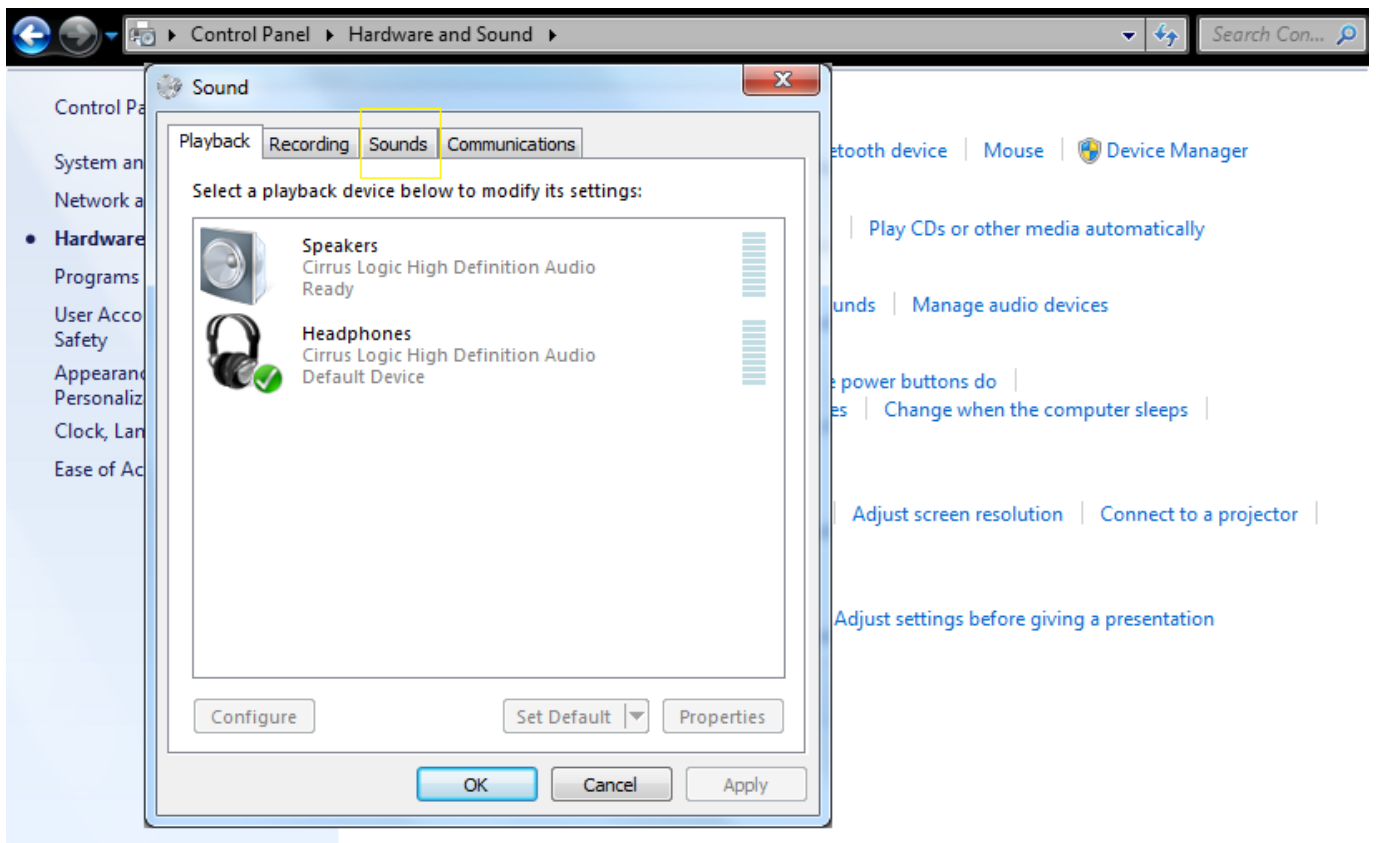 Control Panel Hardware and Sound Search Con...
Sound
Playback Recording Sounds Communications
Select a playback device below to modify its settings:
Speakers
Cirrus Logic High Definition Audio
Ready
Headphones
Cirrus Logic High Definition Audio
Default Device
Configure Set Default Properties
OK Cancel Apply
Control Pa
System an
Network a
Hardware
Programs
User Acco
Safety
Appearanc
Personaliz
Clock, Lan
Ease of Ac
etooth device Mouse Device Manager
Play CDs or other media automatically
unds Manage audio devices
e power buttons do
es Change when the computer sleeps
Adjust screen resolution Connect to a projector
Adjust settings before giving a presentation